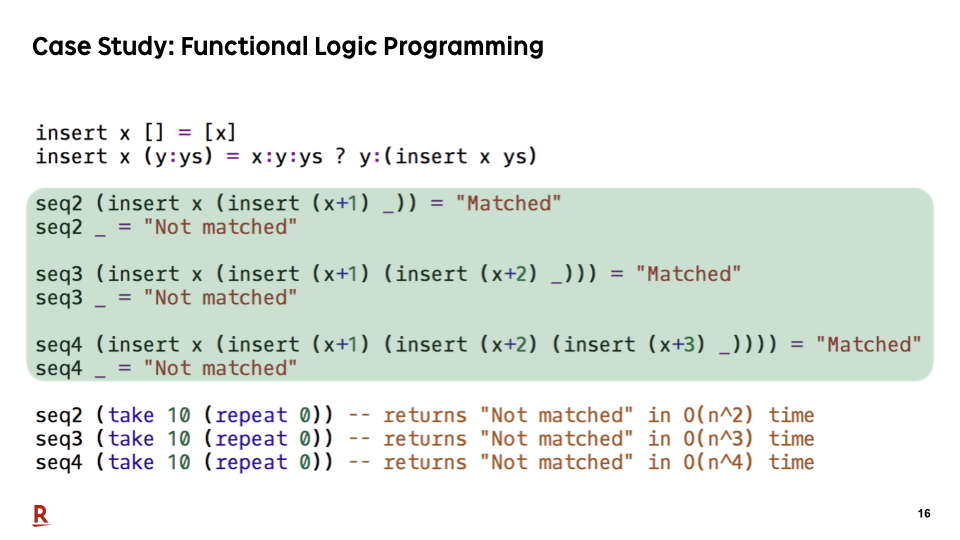 Case Study: Functional Logic Programming
insert x [] = [x]
insert x (y:ys) = x:y:ys ? y:(insert x ys)
seq2 (insert x (insert (x+1) _)) = "Matched"
seq2 _ = "Not matched"
seq3 (insert x (insert (x+1) (insert (x+2) _))) = "Matched"
seq3 _ = "Not matched"
seq4 (insert x (insert (x+1) (insert (x+2) (insert (x+3) _)))) = "Matched"
seq4 _ = "Not matched"
seq2 (take 10 (repeat 0)) -- returns "Not matched" in O(n^2) time
seq3 (take 10 (repeat 0)) -- returns "Not matched" in O(n^3) time
seq4 (take 10 (repeat 0)) -- returns "Not matched" in O(n^4) time
R
16